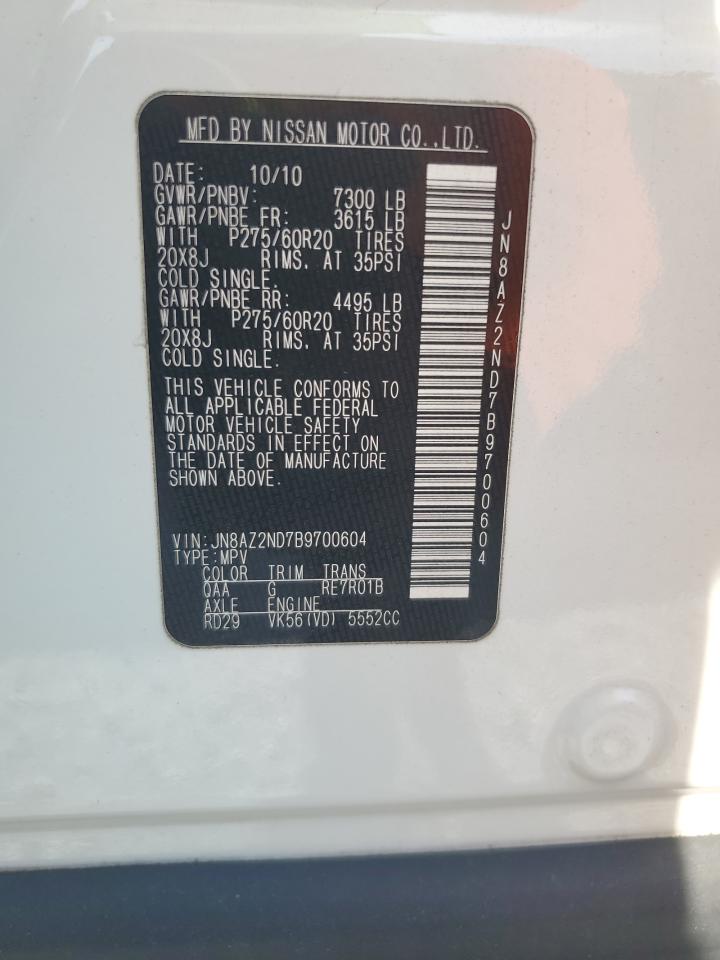 MFD BY NISSAN MOTOR CO.,LTD.
DATE: 10/10
GVWR/PNBV: 7300 LB
GAWR/PNBE FR: 3615 LB
WITH P275/60R20 TIRES
20X8J RIMS. AT 35PSI
COLD SINGLE.
GAWR/PNBE RR: 4495 LB
WITH P275/60R20 TIRES
20X8J RIMS. AT 35PSI
COLD SINGLE.
THIS VEHICLE CONFORMS TO
ALL APPLICABLE FEDERAL
MOTOR VEHICLE SAFETY
STANDARDS IN EFFECT ON
THE DATE OF MANUFACTURE
SHOWN ABOVE.
VIN:JN8AZ2ND7B9700604
TYPE:MPV
COLOR TRIM TRANS
QAA G RE7R01B
AXLE ENGINE
RD29 VK56(VD) 5552CC
JN8AZ2ND7B9700604